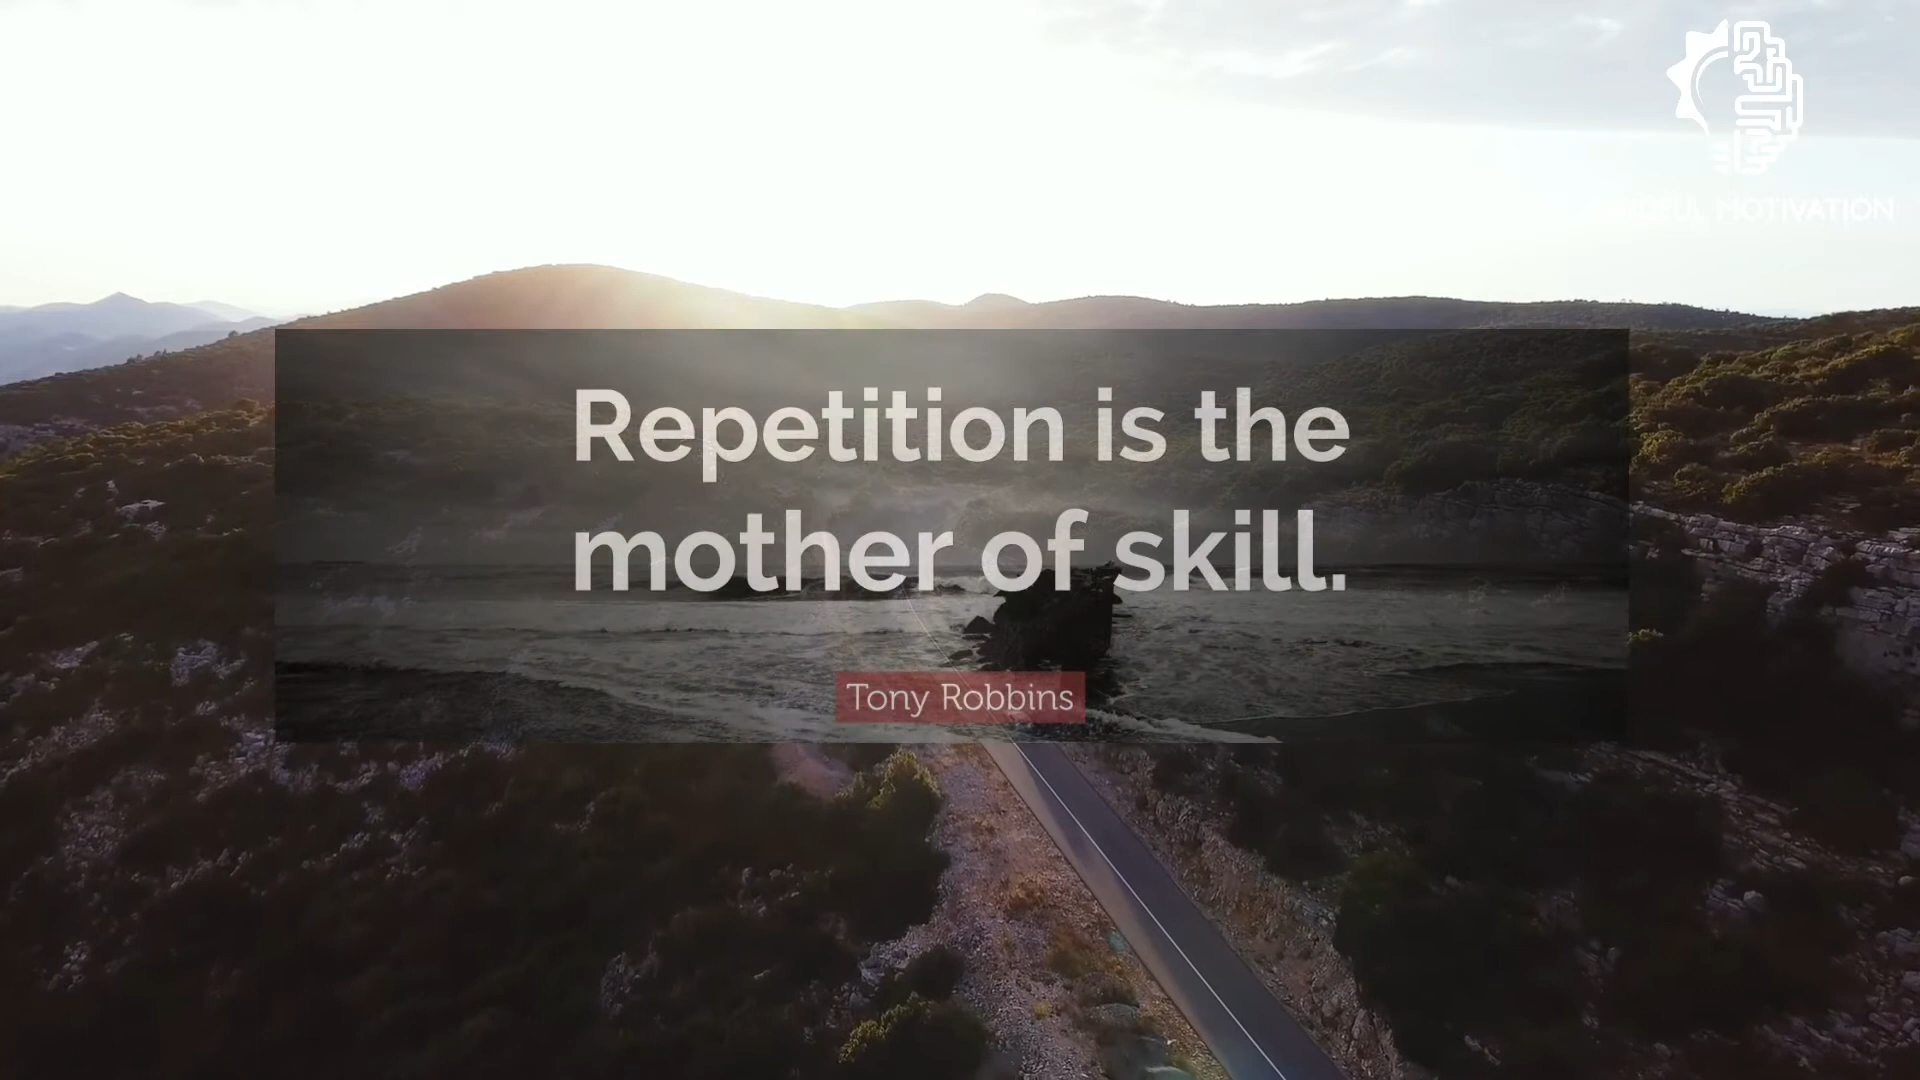 MOTIVATION
Repetition is the
mother of skill.
Tony Robbins